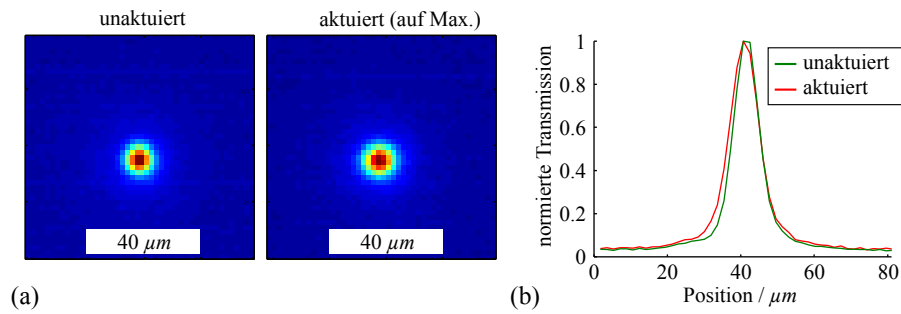 unaktuiert
aktuiert (auf Max.)
40 µm
40 µm
(a)
normierte Transmission
1
0.8
0.6
0.4
0.2
0
0
20
40
60
80
Position / µm
unaktuiert
aktuiert
(b)